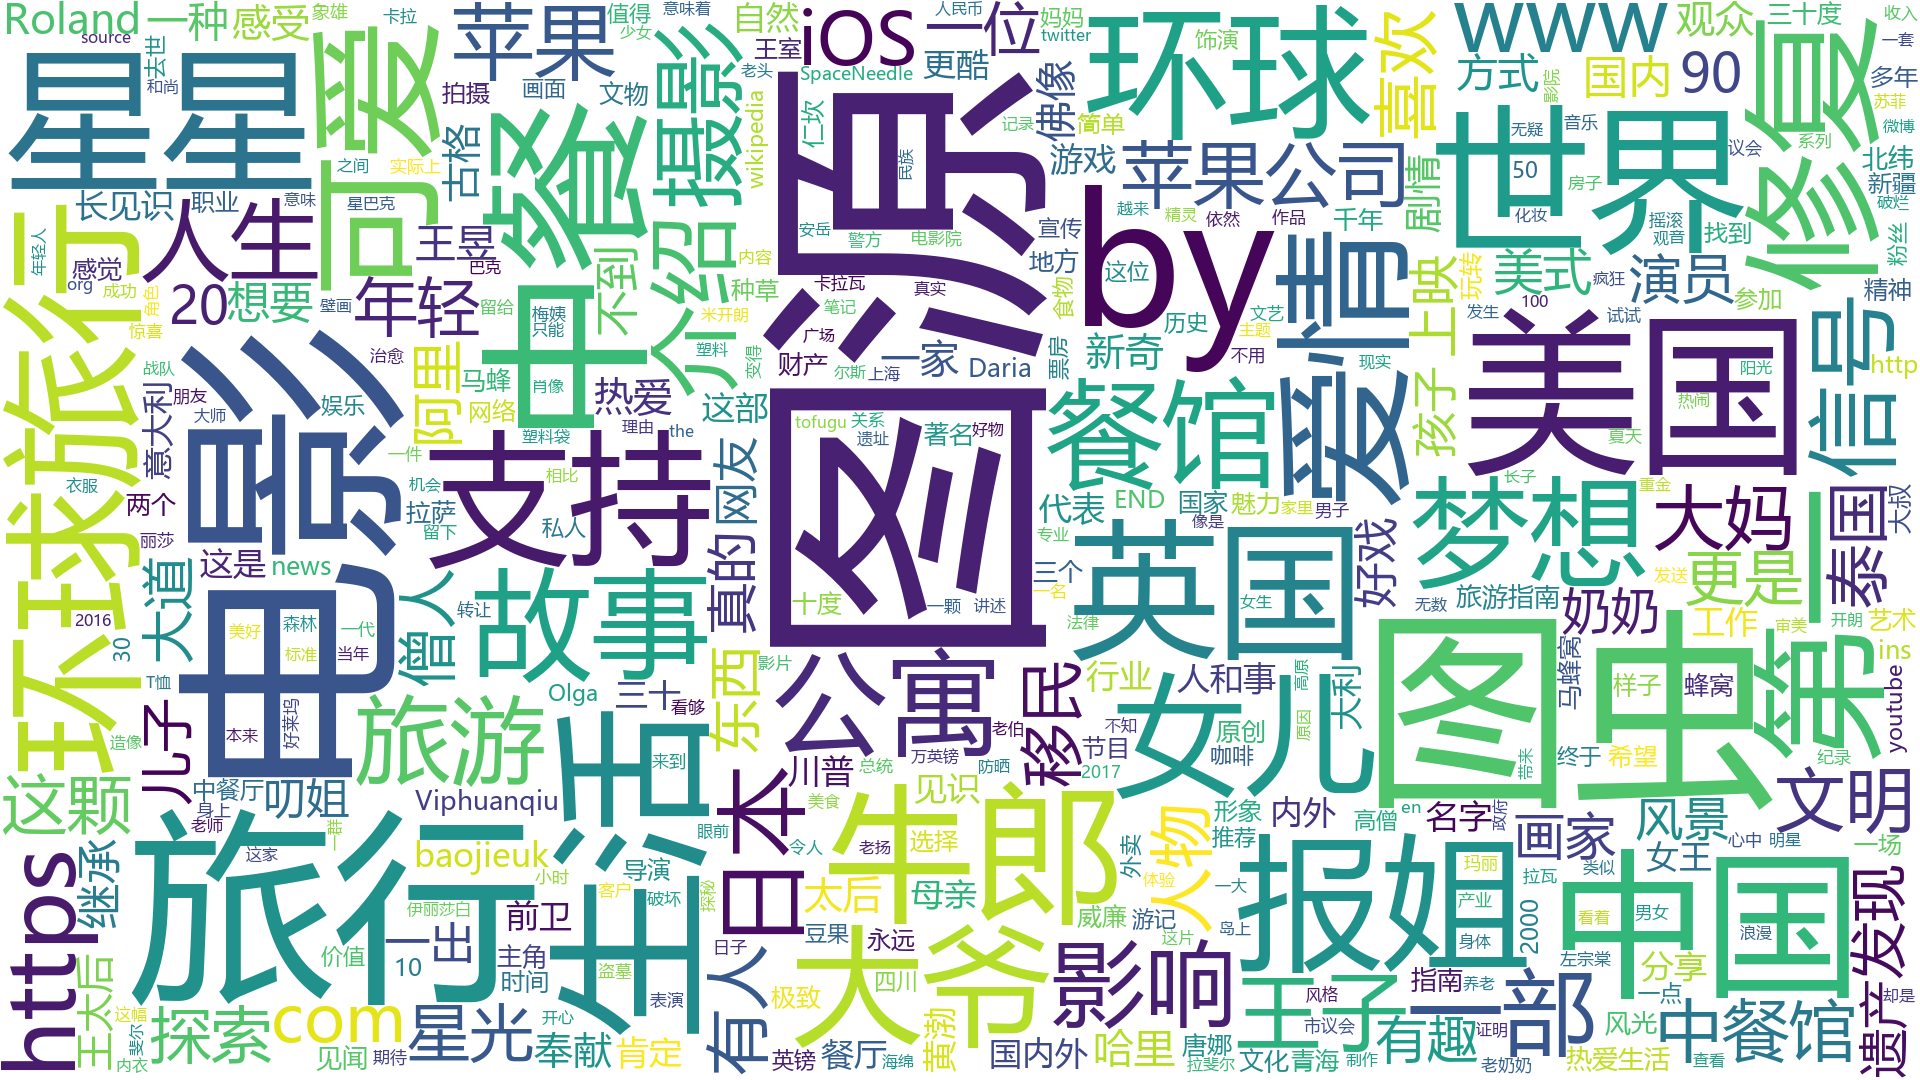 Roland
一种
感受
象雄
卡拉
苹果
iOS
一位
人民币
妈妈
twitter
环球
喜欢
www
观众
三十度
收入
一套
source
去世
和尚
星星
可爱
值得
少女
意味着
自然
王室
更酷
老头
SpaceNeedle
饰演
方式
国内
90
影院
多年
苏菲
微博
拍摄
画面
文物
摄影
来源
佛像
记录
简单
游戏
苹果公司
世界
无疑
音乐
议会
系列
修复
北纬
新疆
破烂
之间
实际上
古格
餐
wikipedia
仁坎
民族
by
爱情
剧情
50
房子
化妆
摇滚
观音
找到
粉丝
长见识
职业
意味
星巴克
人生
王昱
巴克
介绍
不到
安岳
警方
电影院
宣传
地方
越来
精灵
依然
作品
千年
这位
上映
玩转
美式
疯狂
演员
参加
精神
年轻人
感觉
org
成功
角色
惊喜
20
想要
壁画
年轻
留给
中
梅姨
只能
内容
种草
卡拉瓦
笔记
真实
食物
历史
文艺
主题
不用
发生
100
试试
信号
http
环球旅行
战队
朋友
治愈
阿里
马蜂
肖像
米开朗
塑料
变得
财产
广场
尔斯
上海
一家
Daria
票房
新奇
现实
孩子
美国
阳光
热闹
夏天
意大利
大师
娱乐
电影
网络
热爱
理由
the
这部
tofugu
关系
遗址
著名
好物
餐馆
塑料袋
一件
衣服
两个
丽莎
机会
拉萨
留下
支持
相比
私人
网友
图
代表
END
国家
魅力
家里
男子
像是
专业
长子
梦想
重金
大妈
泰国
大叔
这是
news
大道
2016
30
森林
美好
一代
标准
当年
僧人
转让
故事
真的
十度
一颗
讲述
三个
一名
英国
女生
法律
好戏
无数
旅游指南
发送
奶奶
更是
工作
审美
开朗
艺术
ins
T恤
造像
儿子
本来
好莱坞
旅游
Olga
三十
看够
东西
影片
公寓
老伯
移民
行业
人和事
高原
大利
原创
原因
不知
节目
咖啡
2017
女儿
图虫
马蜂窝
样子
蜂窝
第一
youtube
终于
希望
带来
纪录
这颗
中餐厅
叨姐
身上
老师
一群
Viphuanqiu
生活
来到
日本
川普
总统
美食
万英镑
防晒
见识
牛郎
形象
推荐
内外
高僧
en
名字
政府
画家
风景
文明
https
继承
这家
旅行
baojieuk
小时
导演
客户
破坏
探秘
眼前
令人
老扬
选择
外卖
人物
体验
一大
岛上
报姐
玛丽
产业
身体
拉瓦
类似
女王
心中
明星
一场
伊丽莎白
价值
一出
10
前卫
主角
时间
盗墓
日子
太后
豆果
永远
母亲
威廉
游记
这片
2000
看着
男女
左宗棠
中国
浪漫
发现
王太后
这幅
斐尔
内衣
探索
com
见闻
期待
星光
开心
奉献
表演
肯定
有人
极致
英镑
大爷
四川
餐厅
海绵
黄渤
影响
国内外
哈里
唐娜
拉斐尔
王子
风格
市议会
文化
青海
制作
指南
养老
有趣
一部
证明
老奶奶
分享
一点
风光
热爱生活
中餐馆
查看
遗产
却是